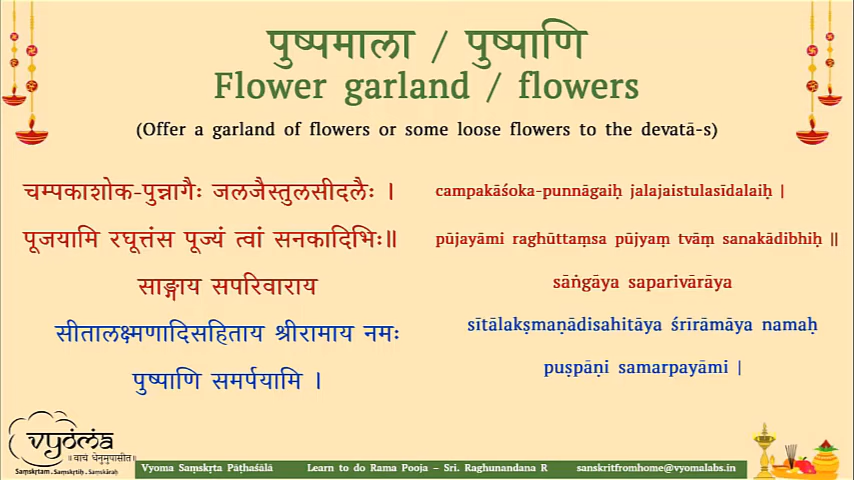 पुष्पमाला / पुष्पाणि
Flower garland / flowers
(Offer a garland of flowers or some loose flowers to the devatā-s)
चम्पकाशोक-पुन्नागैः जलजैस्तुलसीदलैः ।
पूजयामि रघूत्तंस पूज्यं त्वां सनकादिभिः॥
साङ्गाय सपरिवाराय
सीतालक्ष्मणादिसहिताय श्रीरामाय नमः
पुष्पाणि समर्पयामि ।
campakāśoka-punnāgaiḥ jalajaistulasīdalaiḥ |
pūjayāmi raghūttaṃsa pūjyaṃ tvāṃ sanakādibhiḥ ||
sāṅgāya saparivārāya
sītālakṣmaṇādisahitāya śrīrāmāya namaḥ
puṣpāṇi samarpayāmi |
vyoma
॥ वाचं धेनुमुपासीत॥
Saṃskṛtam . Saṃskṛtiḥ . Saṃskāraḥ
Vyoma Saṃskṛta Pāṭhaśālā Learn to do Rama Pooja – Sri. Raghunandana R sanskritfromhome@vyomalabs.in